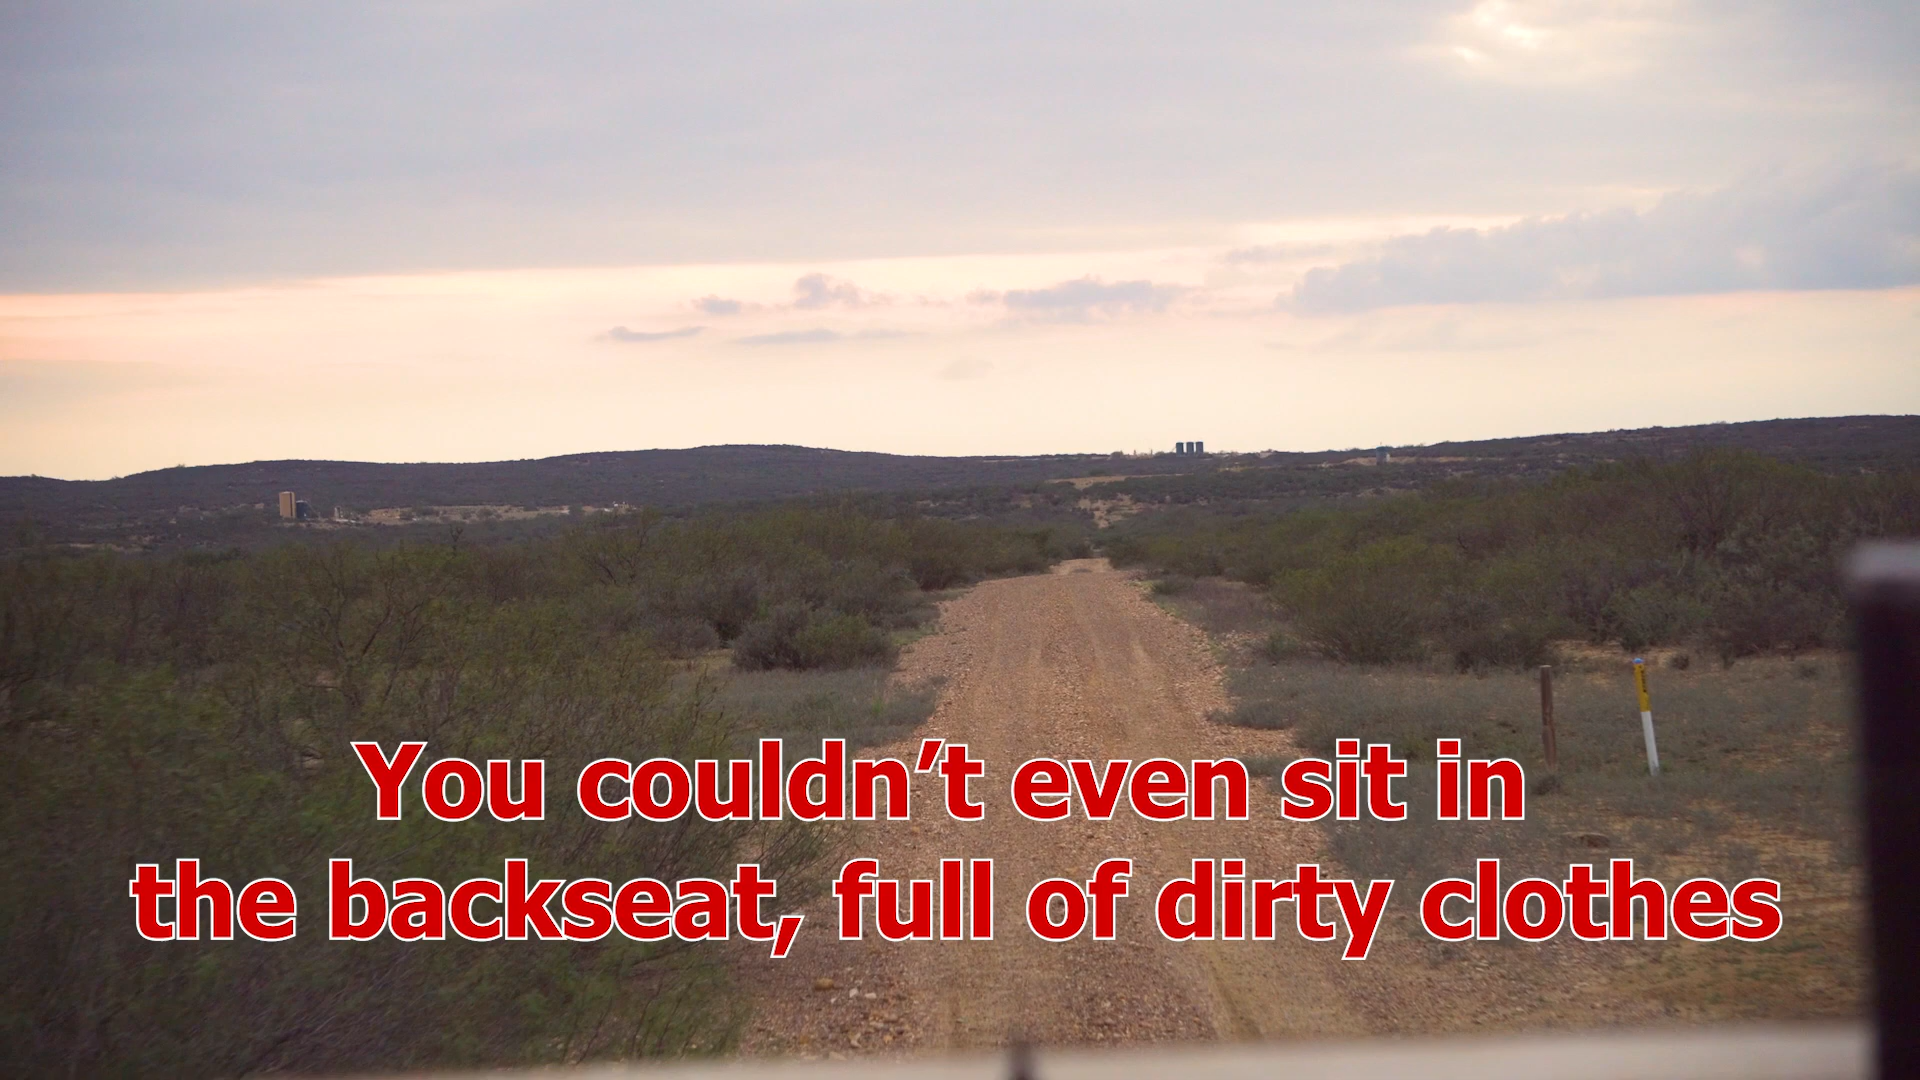 You couldn’t even sit in
the backseat, full of dirty clothes